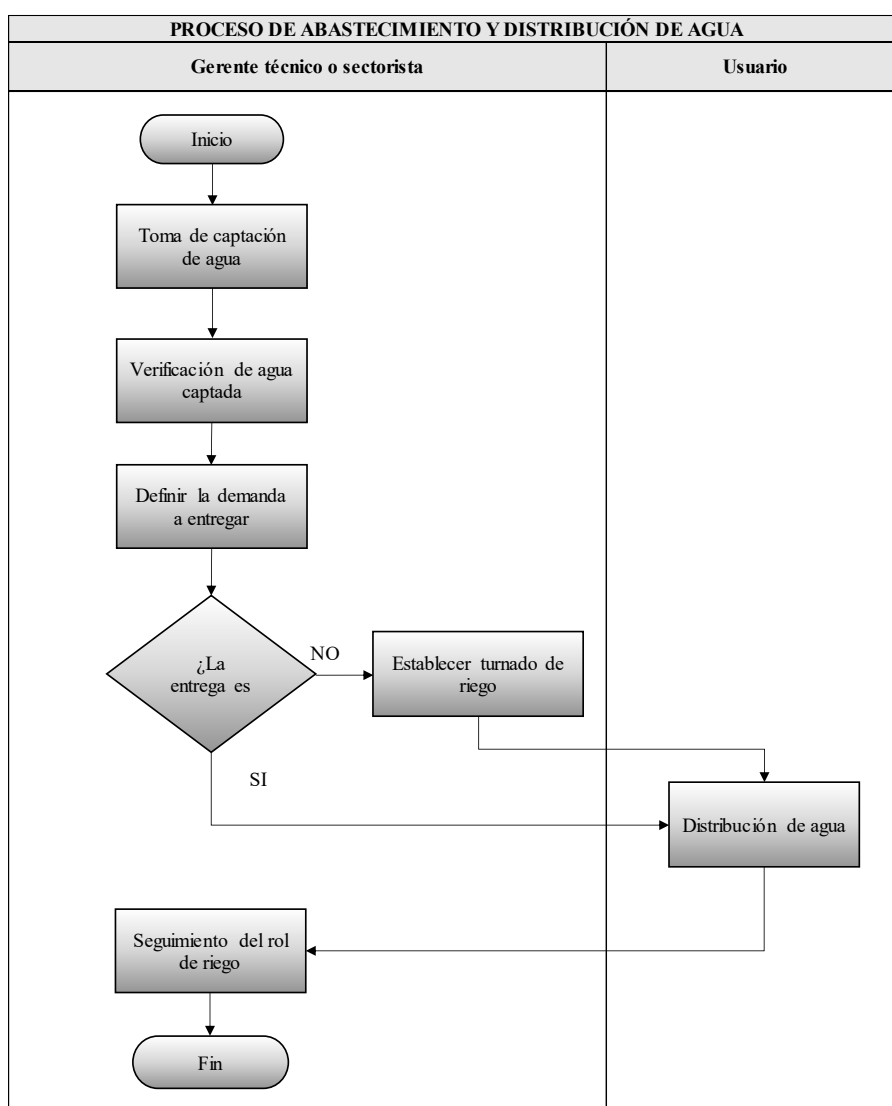 PROCESO DE ABASTECIMIENTO Y DISTRIBUCIÓN DE AGUA
Gerente técnico o sectorista
Usuario
Inicio
Toma de captación
de agua
Verificación de agua
captada
Definir la demanda
a entregar
¿La
entrega es
NO
Establecer turnado de
riego
SI
Distribución de agua
Seguimiento del rol
de riego
Fin